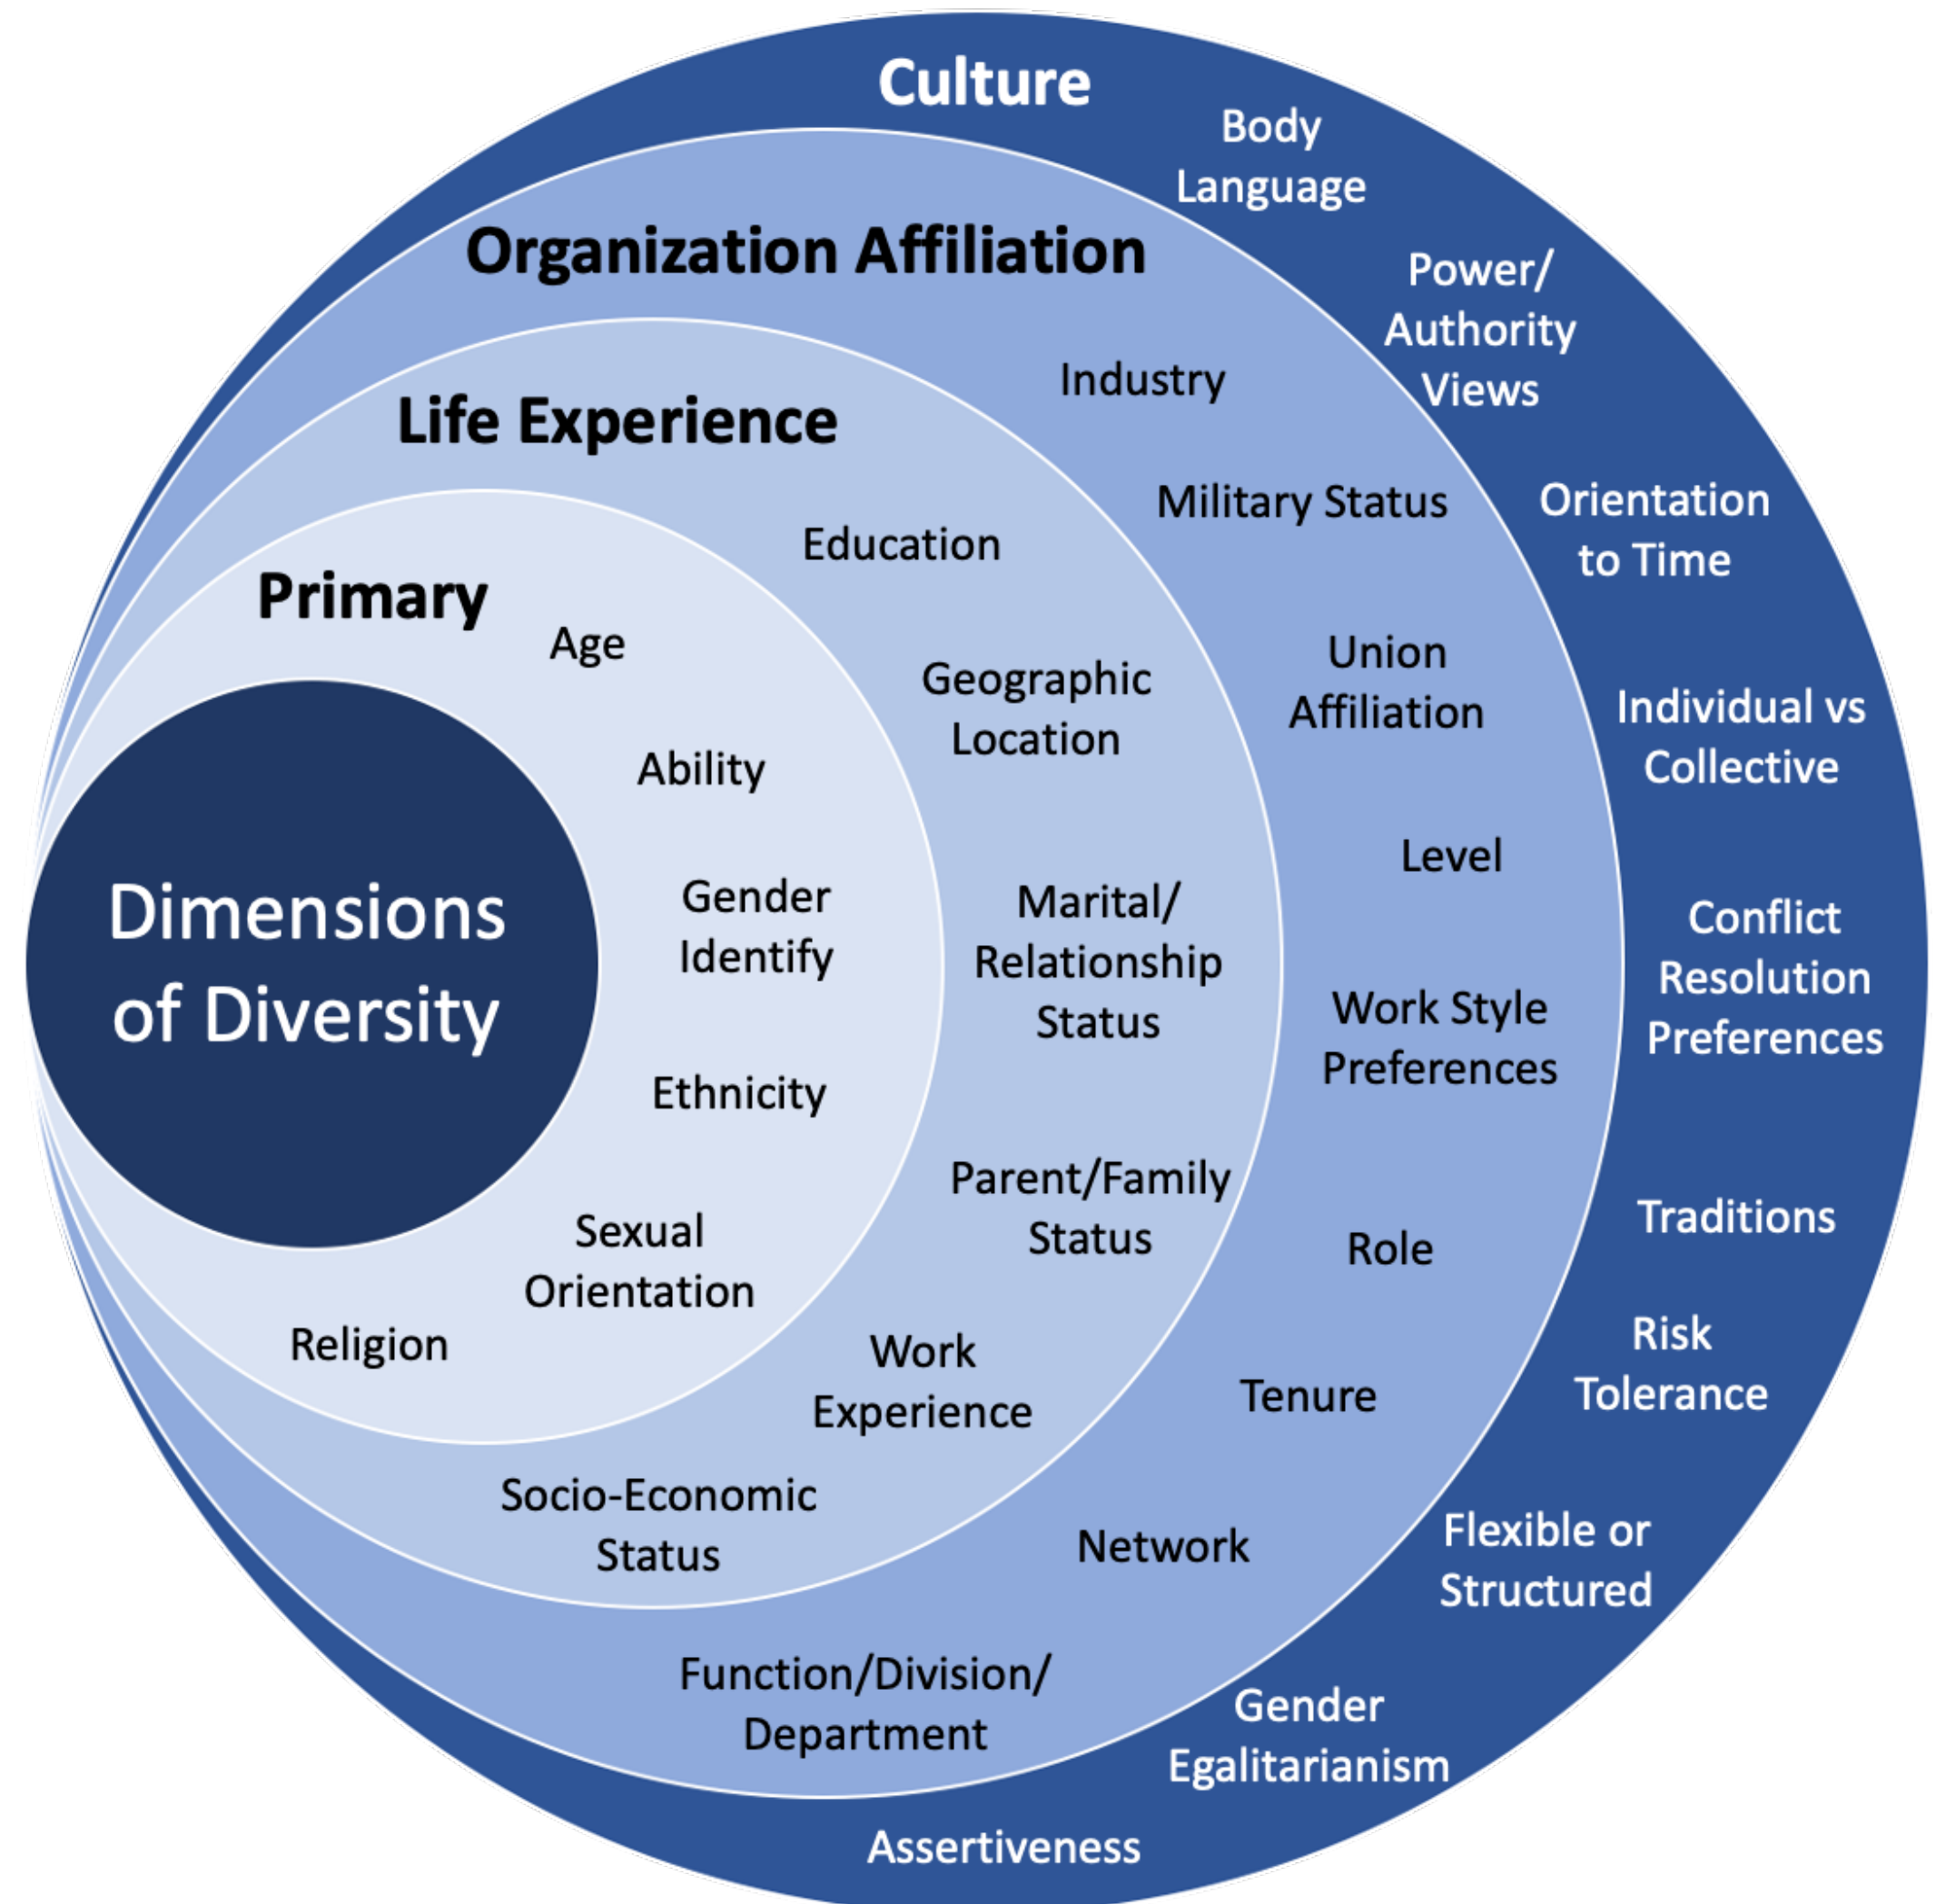 Culture
Body
Language
Power/
Authority
Views
Orientation
to Time
Individual vs
Collective
Conflict
Resolution
Preferences
Traditions
Risk
Tolerance
Flexible or
Structured
Gender
Egalitarianism
Assertiveness
Organization Affiliation
Industry
Military Status
Union
Affiliation
Level
Work Style
Preferences
Role
Tenure
Network
Function/Division/
Department
Life Experience
Education
Geographic
Location
Marital/
Relationship
Status
Parent/Family
Status
Work
Experience
Socio-Economic
Status
Primary
Age
Ability
Gender
Identify
Ethnicity
Sexual
Orientation
Religion
Dimensions
of Diversity